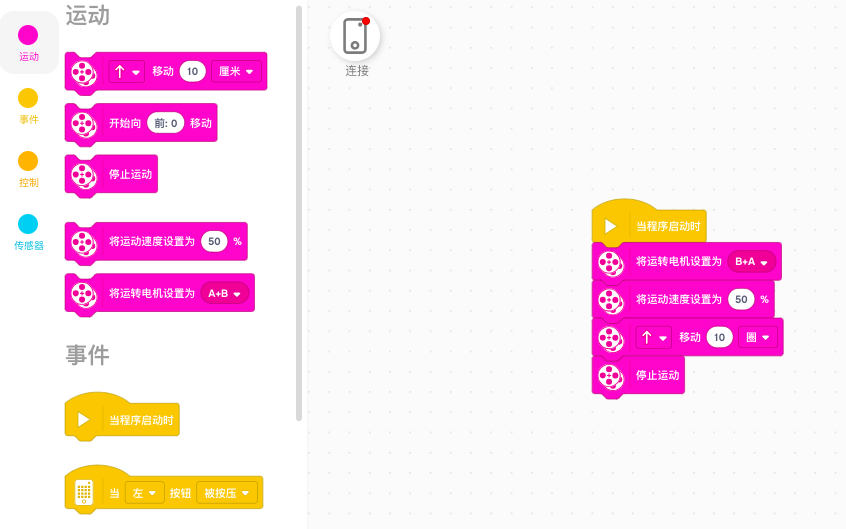 运动
运动
移动 10 厘米
事件
开始向 前: 0 移动
控制
停止运动
传感器
将运动速度设置为 50 %
将运转电机设置为 A+B
事件
当程序启动时
当 左 按钮 被按压
连接
当程序启动时
将运转电机设置为 B+A
将运动速度设置为 50 %
移动 10 圈
停止运动